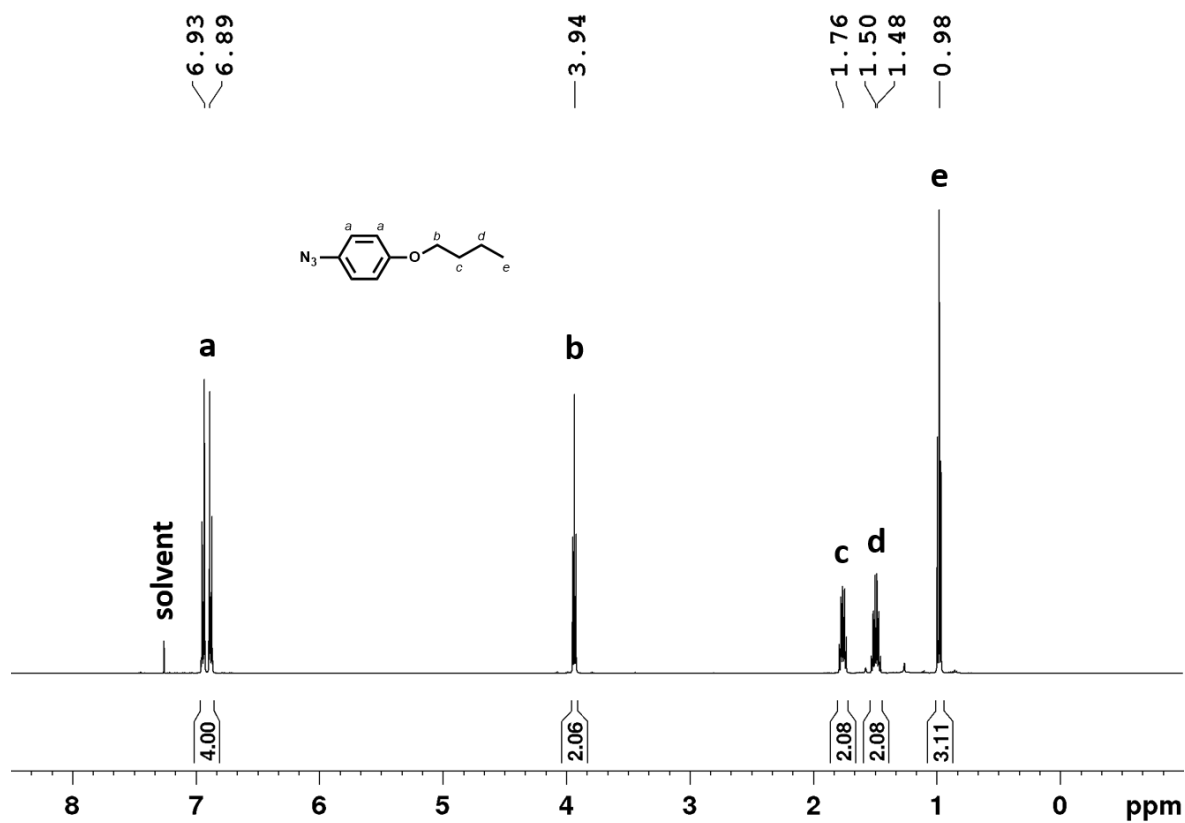 6.93
6.89
3.94
1.76
1.50
1.48
0.98
e
a a b d
N3 O c e
a
b
solvent
c
d
4.00
2.06
2.08
2.08
3.11
8 7 6 5 4 3 2 1 0 ppm